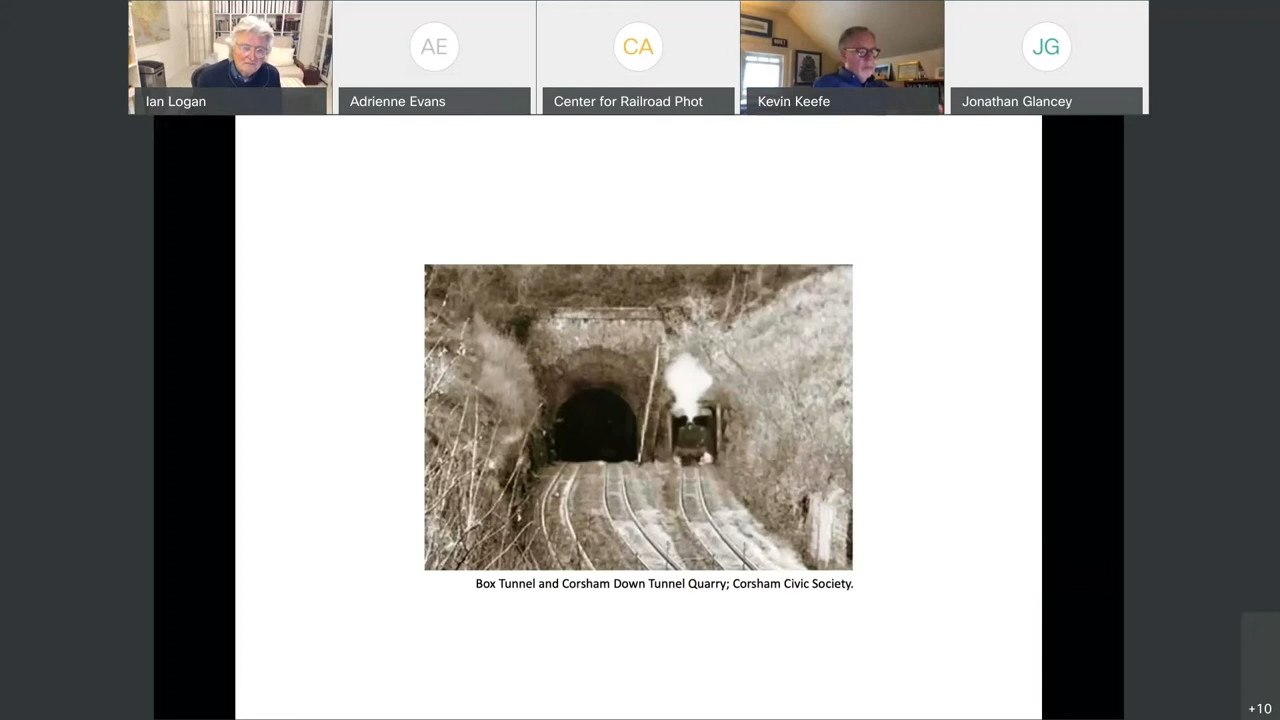 AE
CA
JG
Ian Logan
Adrienne Evans
Center for Railroad Phot
Kevin Keefe
Jonathan Glancey
Box Tunnel and Corsham Down Tunnel Quarry; Corsham Civic Society.
+10